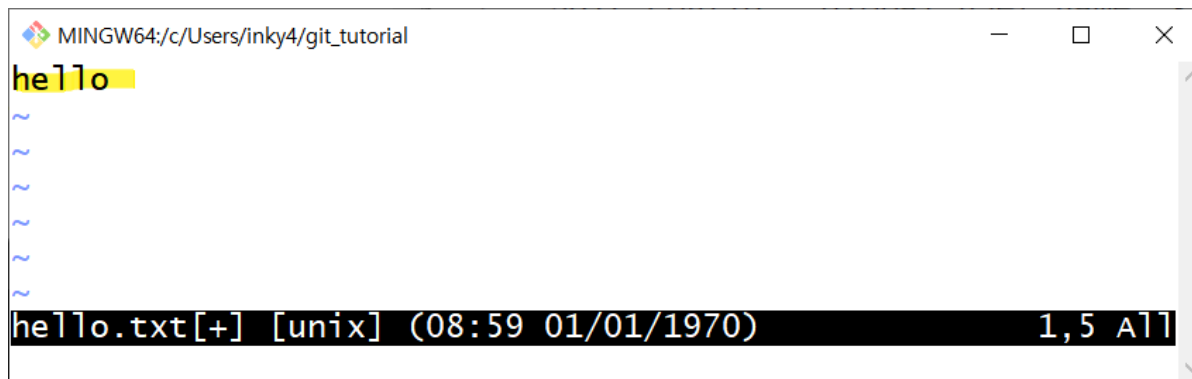 MINGW64:/c/Users/inky4/git_tutorial
hello
~
~
~
~
~
~
hello.txt[+] [unix] (08:59 01/01/1970) 1,5 All